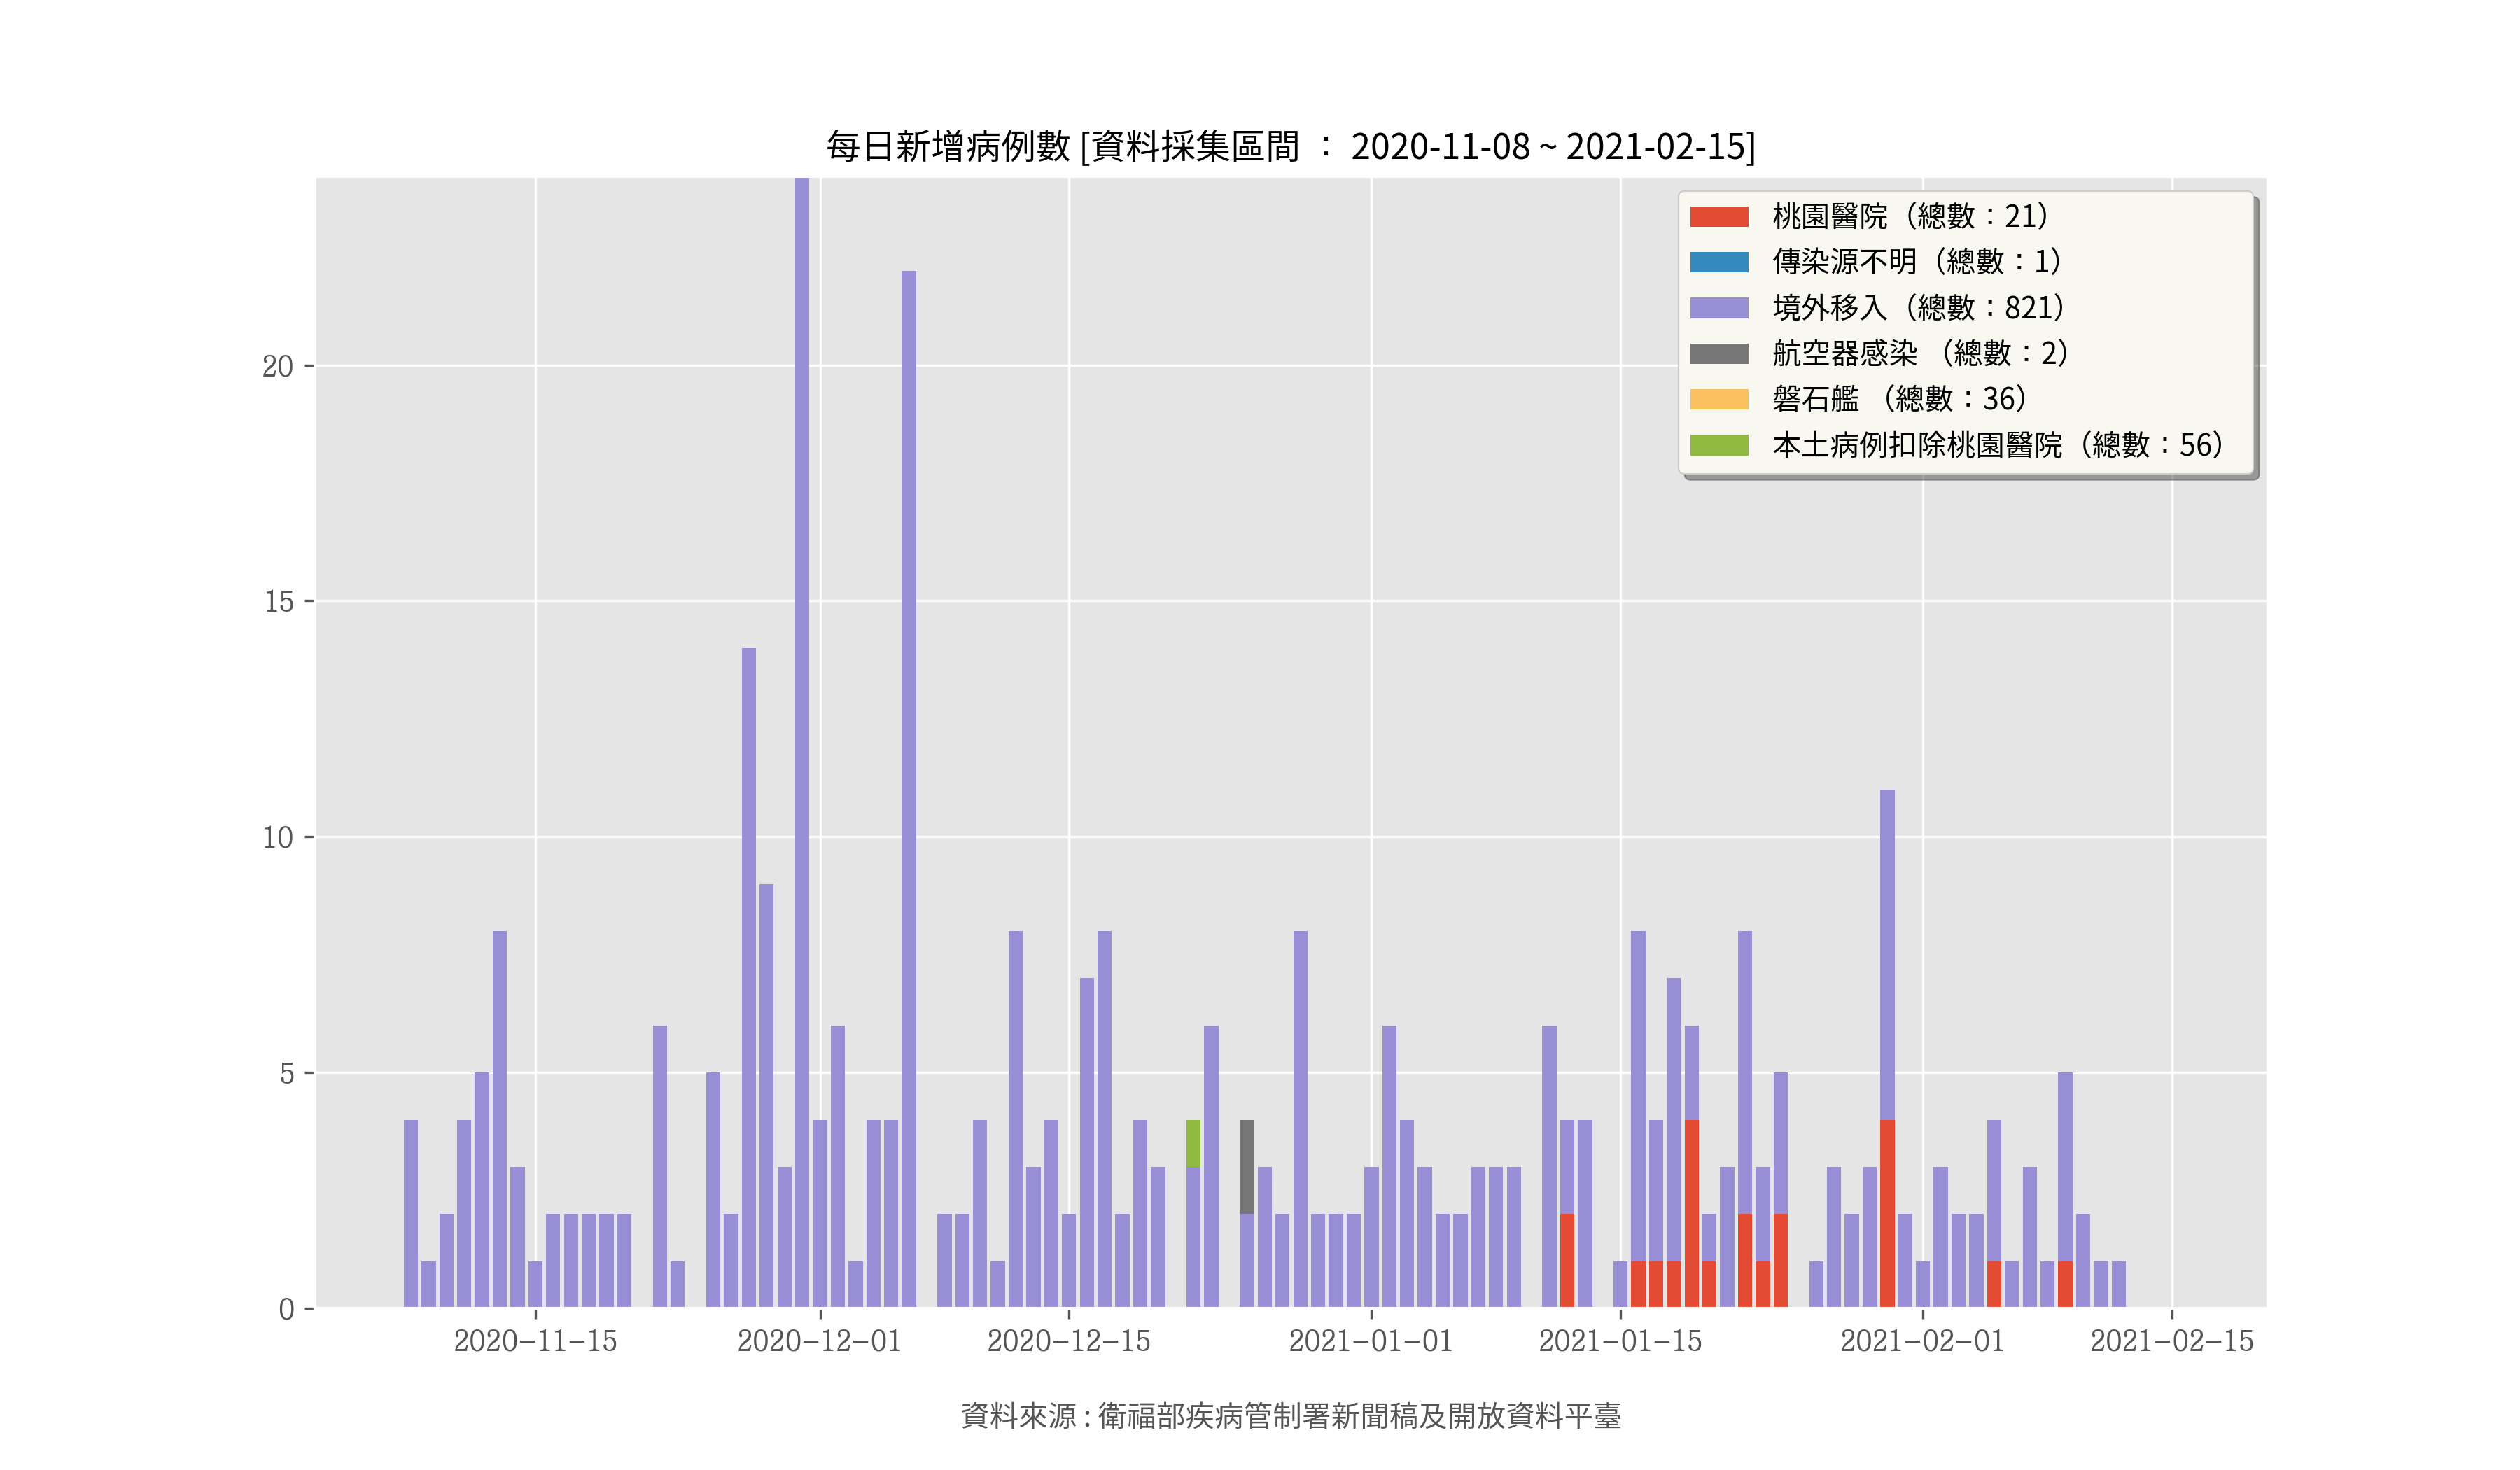 每日新增病例數 [資料採集區間 ： 2020-11-08 ~ 2021-02-15]
桃園醫院（總數：21）
傳染源不明（總數：1）
境外移入（總數：821）
航空器感染 （總數：2）
磐石艦 （總數：36）
本土病例扣除桃園醫院（總數：56）
20
15
10
5
0
2020-11-15 2020-12-01 2020-12-15 2021-01-01 2021-01-15 2021-02-01 2021-02-15
資料來源 : 衛福部疾病管制署新聞稿及開放資料平臺